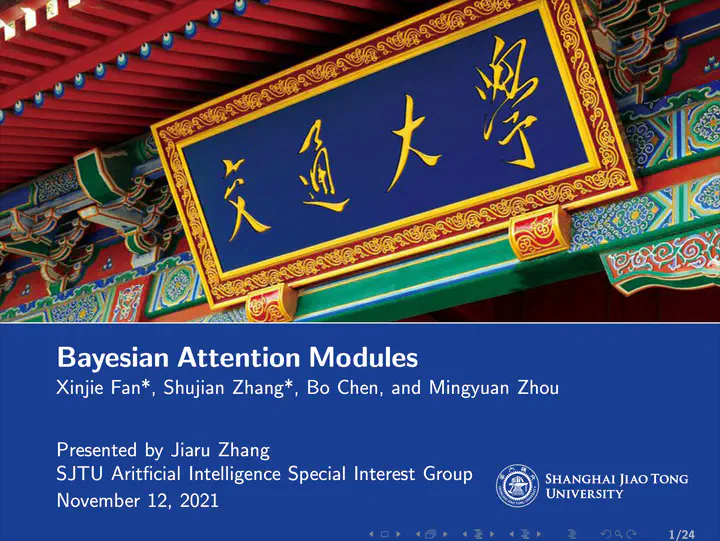 交通大學
Bayesian Attention Modules
Xinjie Fan*, Shujian Zhang*, Bo Chen, and Mingyuan Zhou
Presented by Jiaru Zhang
SJTU Aritficial Intelligence Special Interest Group
November 12, 2021
SHANGHAI JIAO TONG
UNIVERSITY
1/24